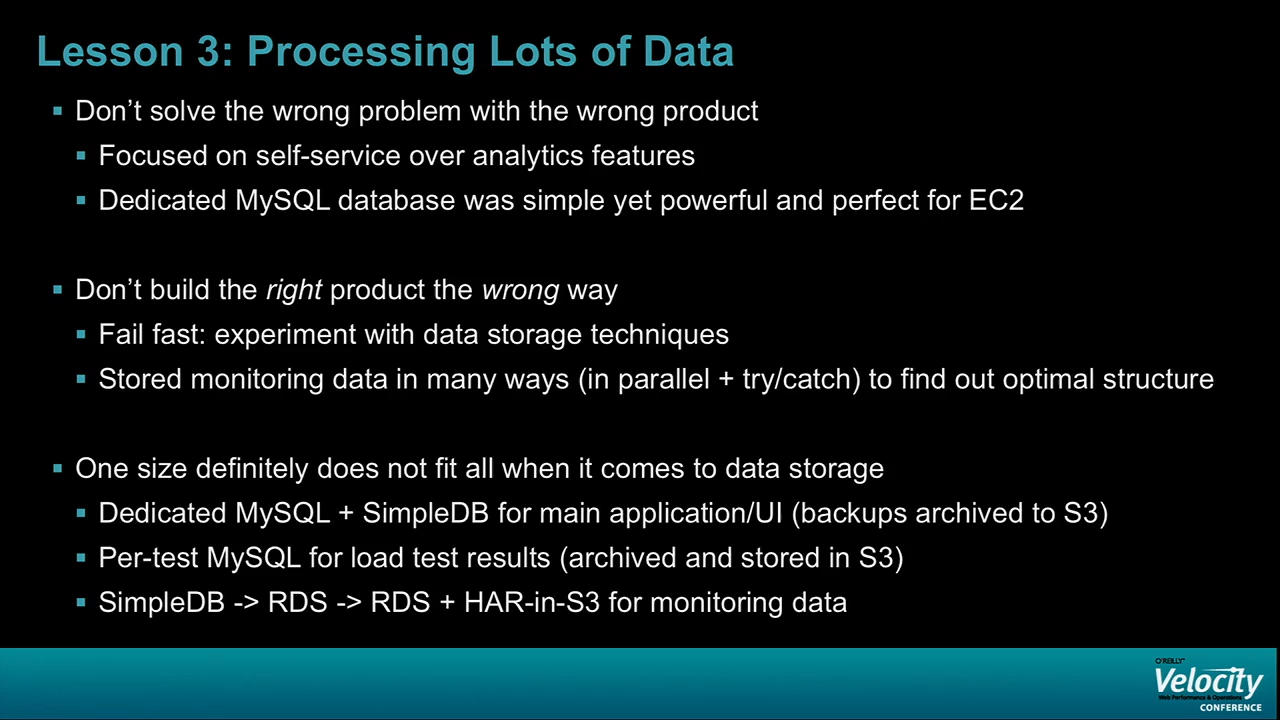 Lesson 3: Processing Lots of Data
Don’t solve the wrong problem with the wrong product
Focused on self-service over analytics features
Dedicated MySQL database was simple yet powerful and perfect for EC2
Don’t build the right product the wrong way
Fail fast: experiment with data storage techniques
Stored monitoring data in many ways (in parallel + try/catch) to find out optimal structure
One size definitely does not fit all when it comes to data storage
Dedicated MySQL + SimpleDB for main application/UI (backups archived to S3)
Per-test MySQL for load test results (archived and stored in S3)
SimpleDB -> RDS -> RDS + HAR-in-S3 for monitoring data
O'REILLY
Velocity
Web Performance & Operations
CONFERENCE